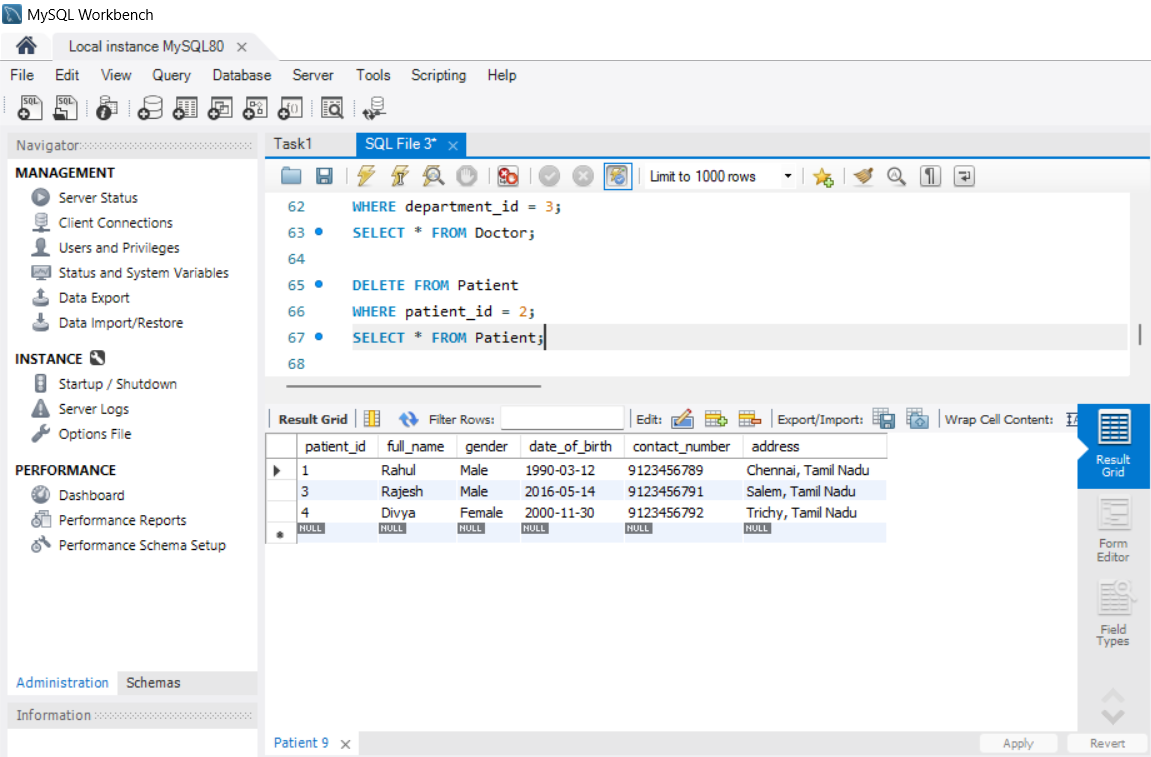 MySQL Workbench
Local instance MySQL80
File Edit View Query Database Server Tools Scripting Help
SQL SQL
Navigator
MANAGEMENT
Server Status
Client Connections
Users and Privileges
Status and System Variables
Data Export
Data Import/Restore
INSTANCE
Startup / Shutdown
Server Logs
Options File
PERFORMANCE
Dashboard
Performance Reports
Performance Schema Setup
Administration Schemas
Information
Task1 SQL File 3*
Limit to 1000 rows
62 WHERE department_id = 3;
63 SELECT * FROM Doctor;
64
65 DELETE FROM Patient
66 WHERE patient_id = 2;
67 SELECT * FROM Patient;
68
Result Grid Filter Rows: Edit: Export/Import: Wrap Cell Content:
patient_id full_name gender date_of_birth contact_number address
1 Rahul Male 1990-03-12 9123456789 Chennai, Tamil Nadu
3 Rajesh Male 2016-05-14 9123456791 Salem, Tamil Nadu
4 Divya Female 2000-11-30 9123456792 Trichy, Tamil Nadu
NULL NULL NULL NULL NULL NULL
Result
Grid
Form
Editor
Field
Types
Patient 9
Apply Revert